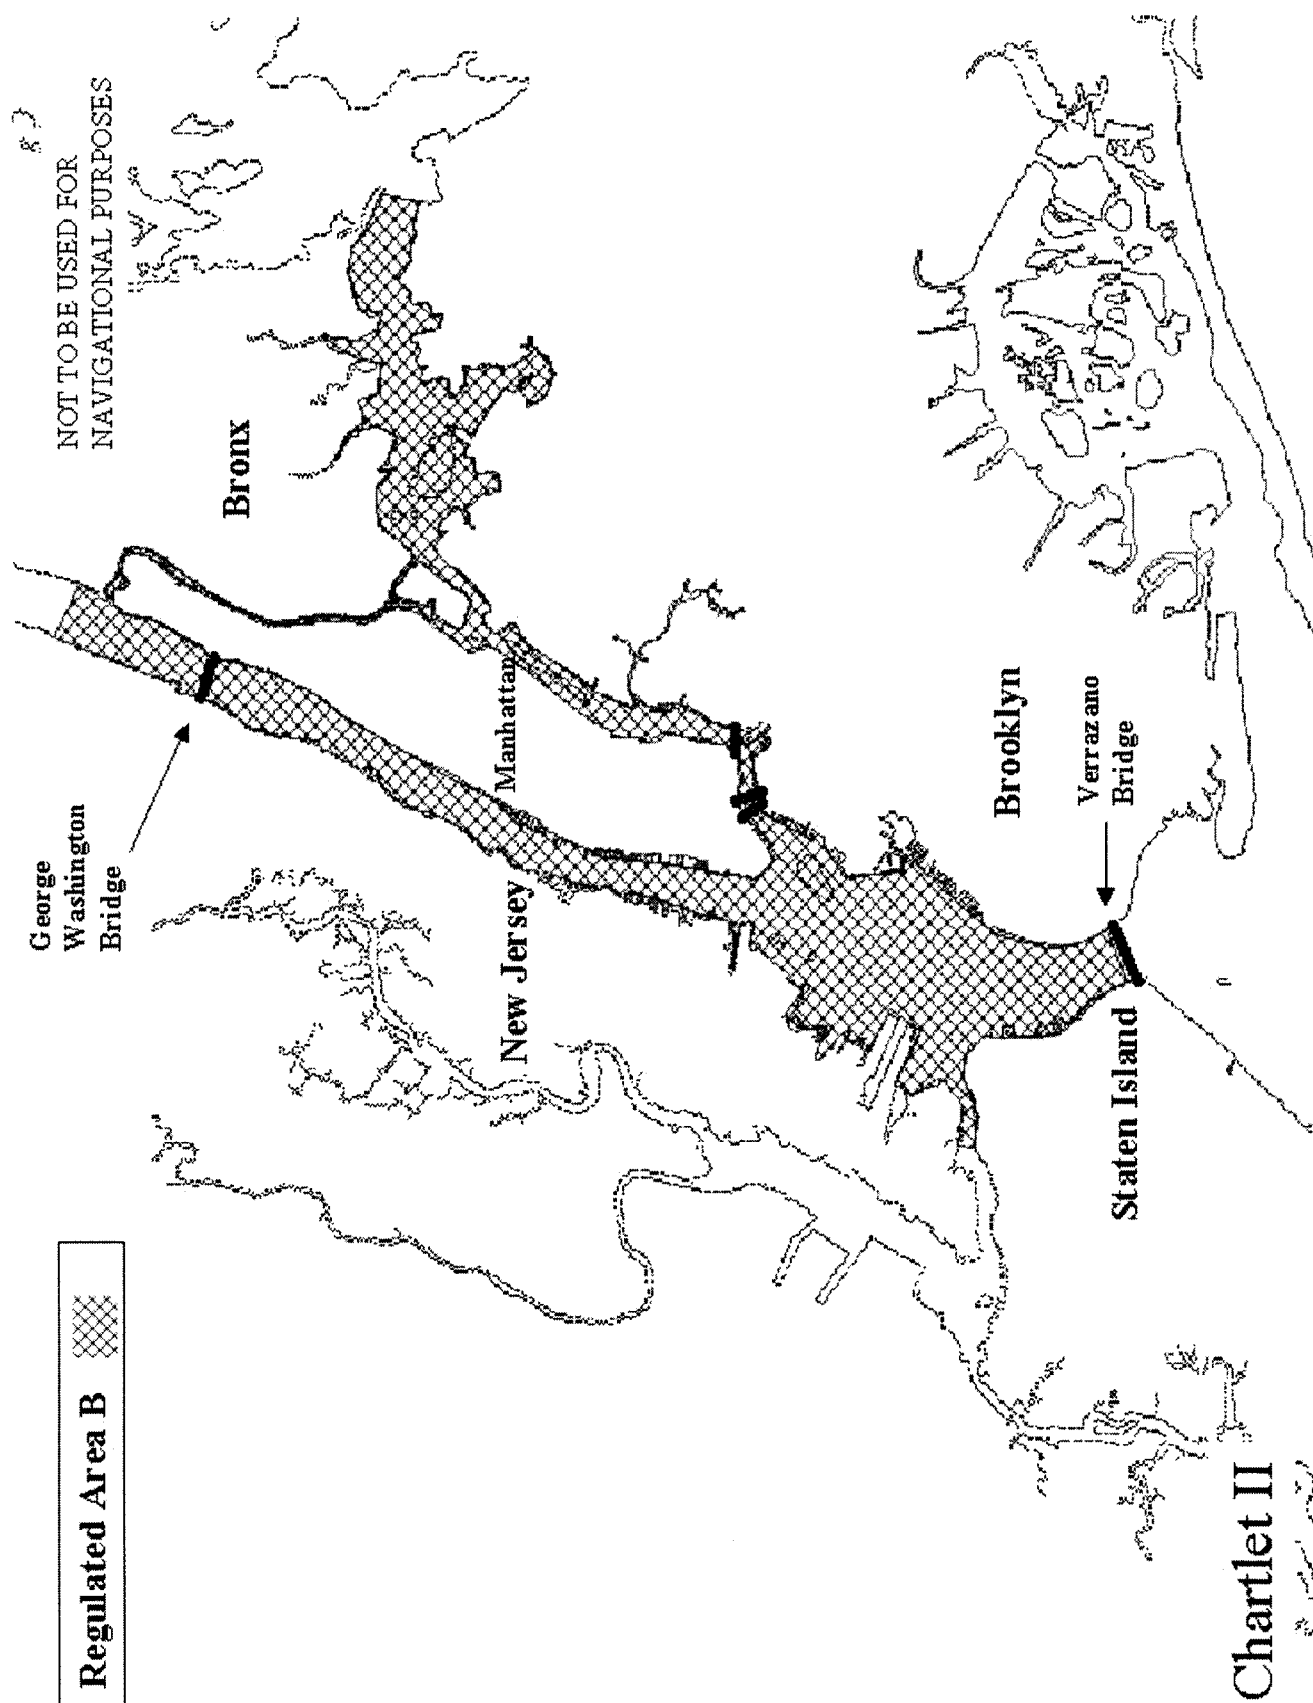 Regulated Area B
George
Washington
Bridge
NOT TO BE USED FOR
NAVIGATIONAL PURPOSES
Bronx
New Jersey
Manhattan
Brooklyn
Verrazano
Bridge
Staten Island
Chartlet II